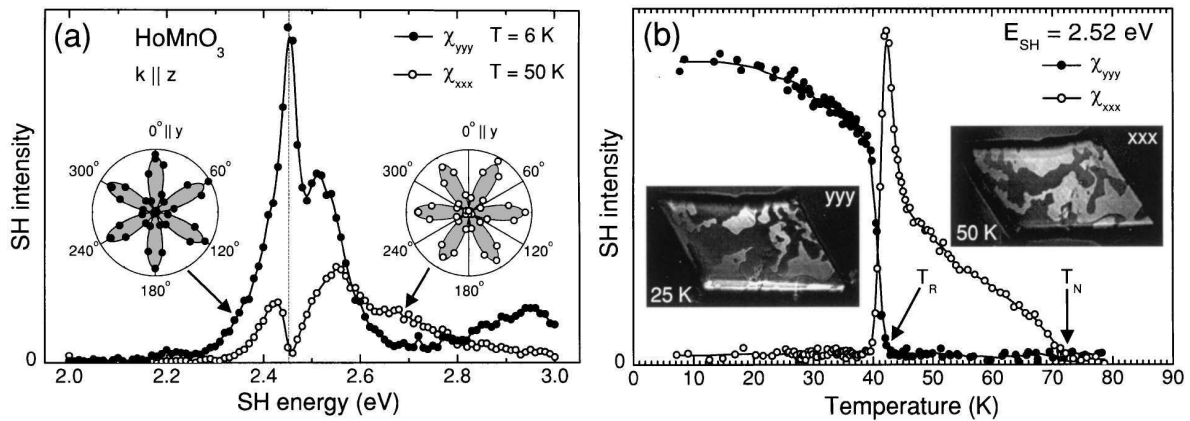 (a)
HoMnO3
k || z
χyyy T = 6 K
χxxx T = 50 K
0° || y
60°
120°
180°
240°
300°
0° || y
60°
120°
180°
240°
300°
SH intensity
0
2.0 2.2 2.4 2.6 2.8 3.0
SH energy (eV)
(b)
ESH = 2.52 eV
χyyy
χxxx
xxx
50 K
yyy
25 K
TR
TN
SH intensity
0
0 10 20 30 40 50 60 70 80 90
Temperature (K)